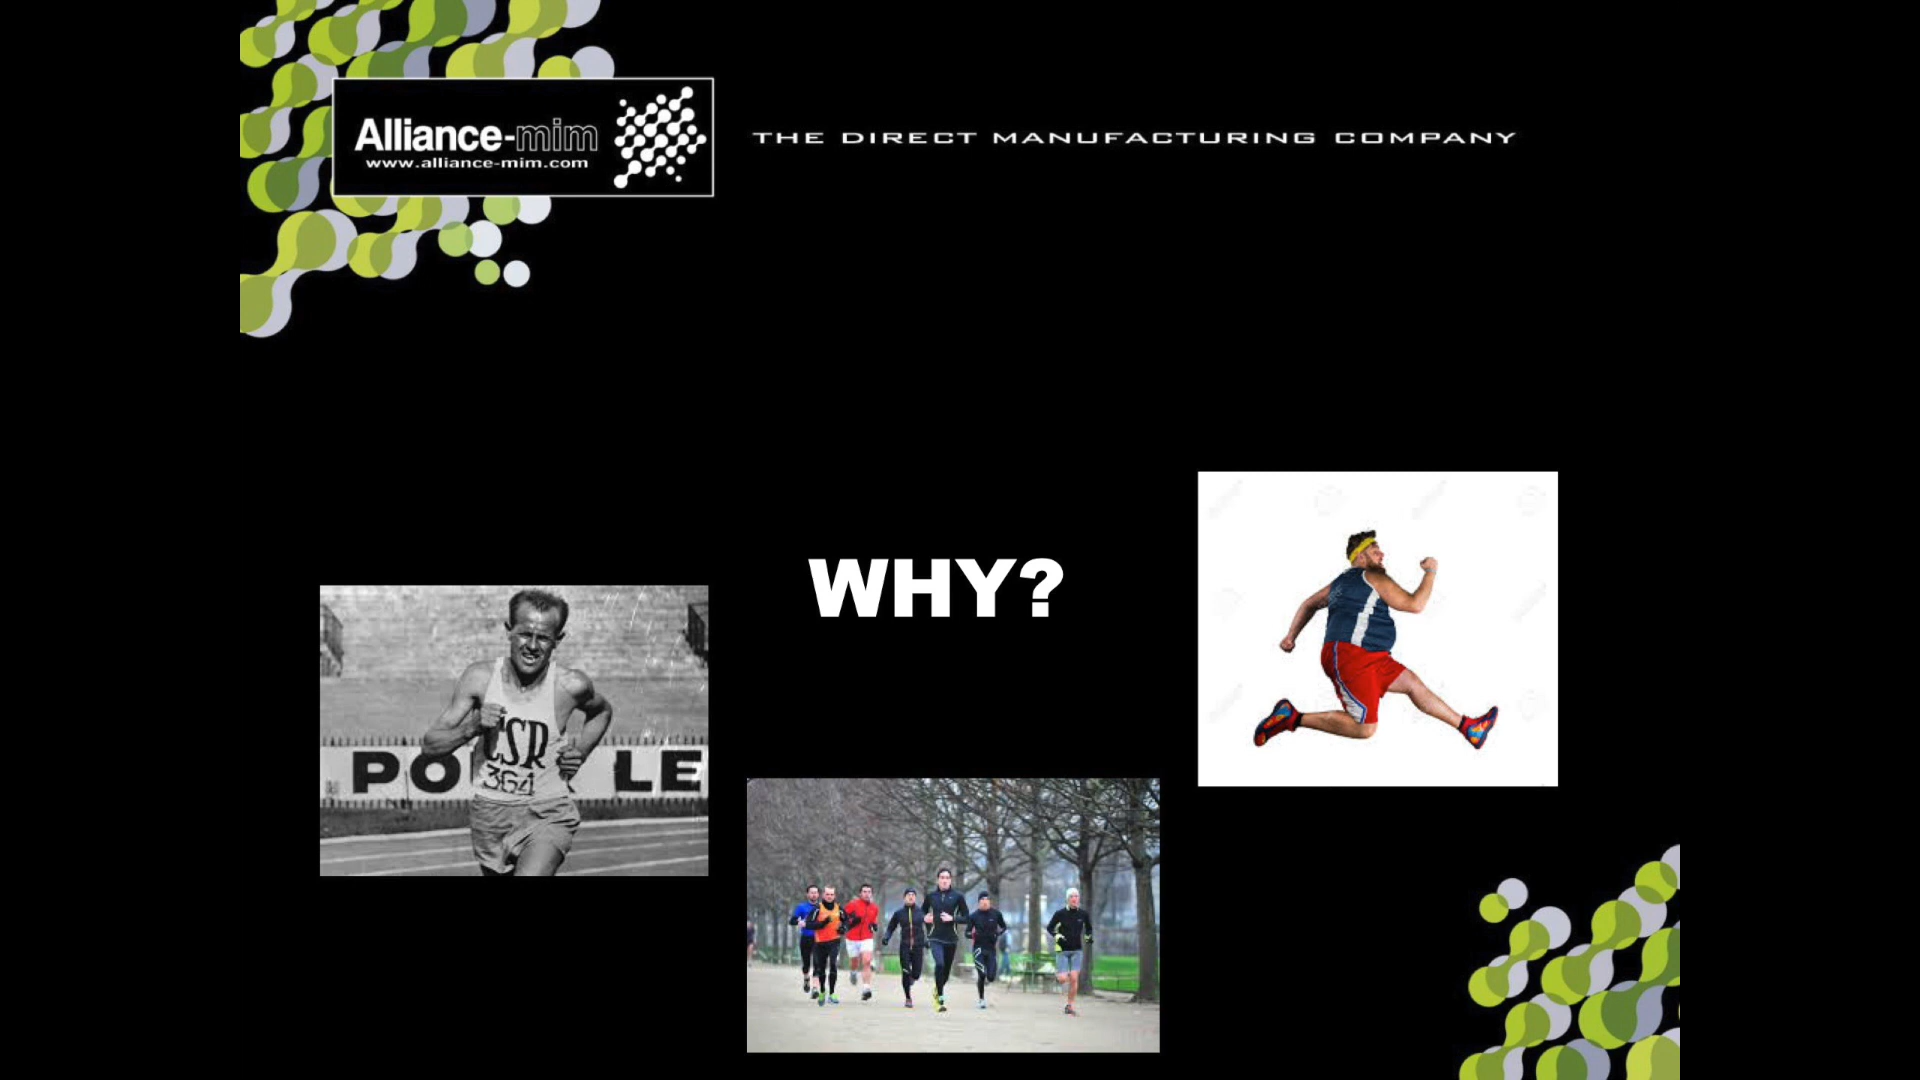 Alliance-mim
www.alliance-mim.com
THE DIRECT MANUFACTURING COMPANY
WHY?
CSR
364
PO
LE